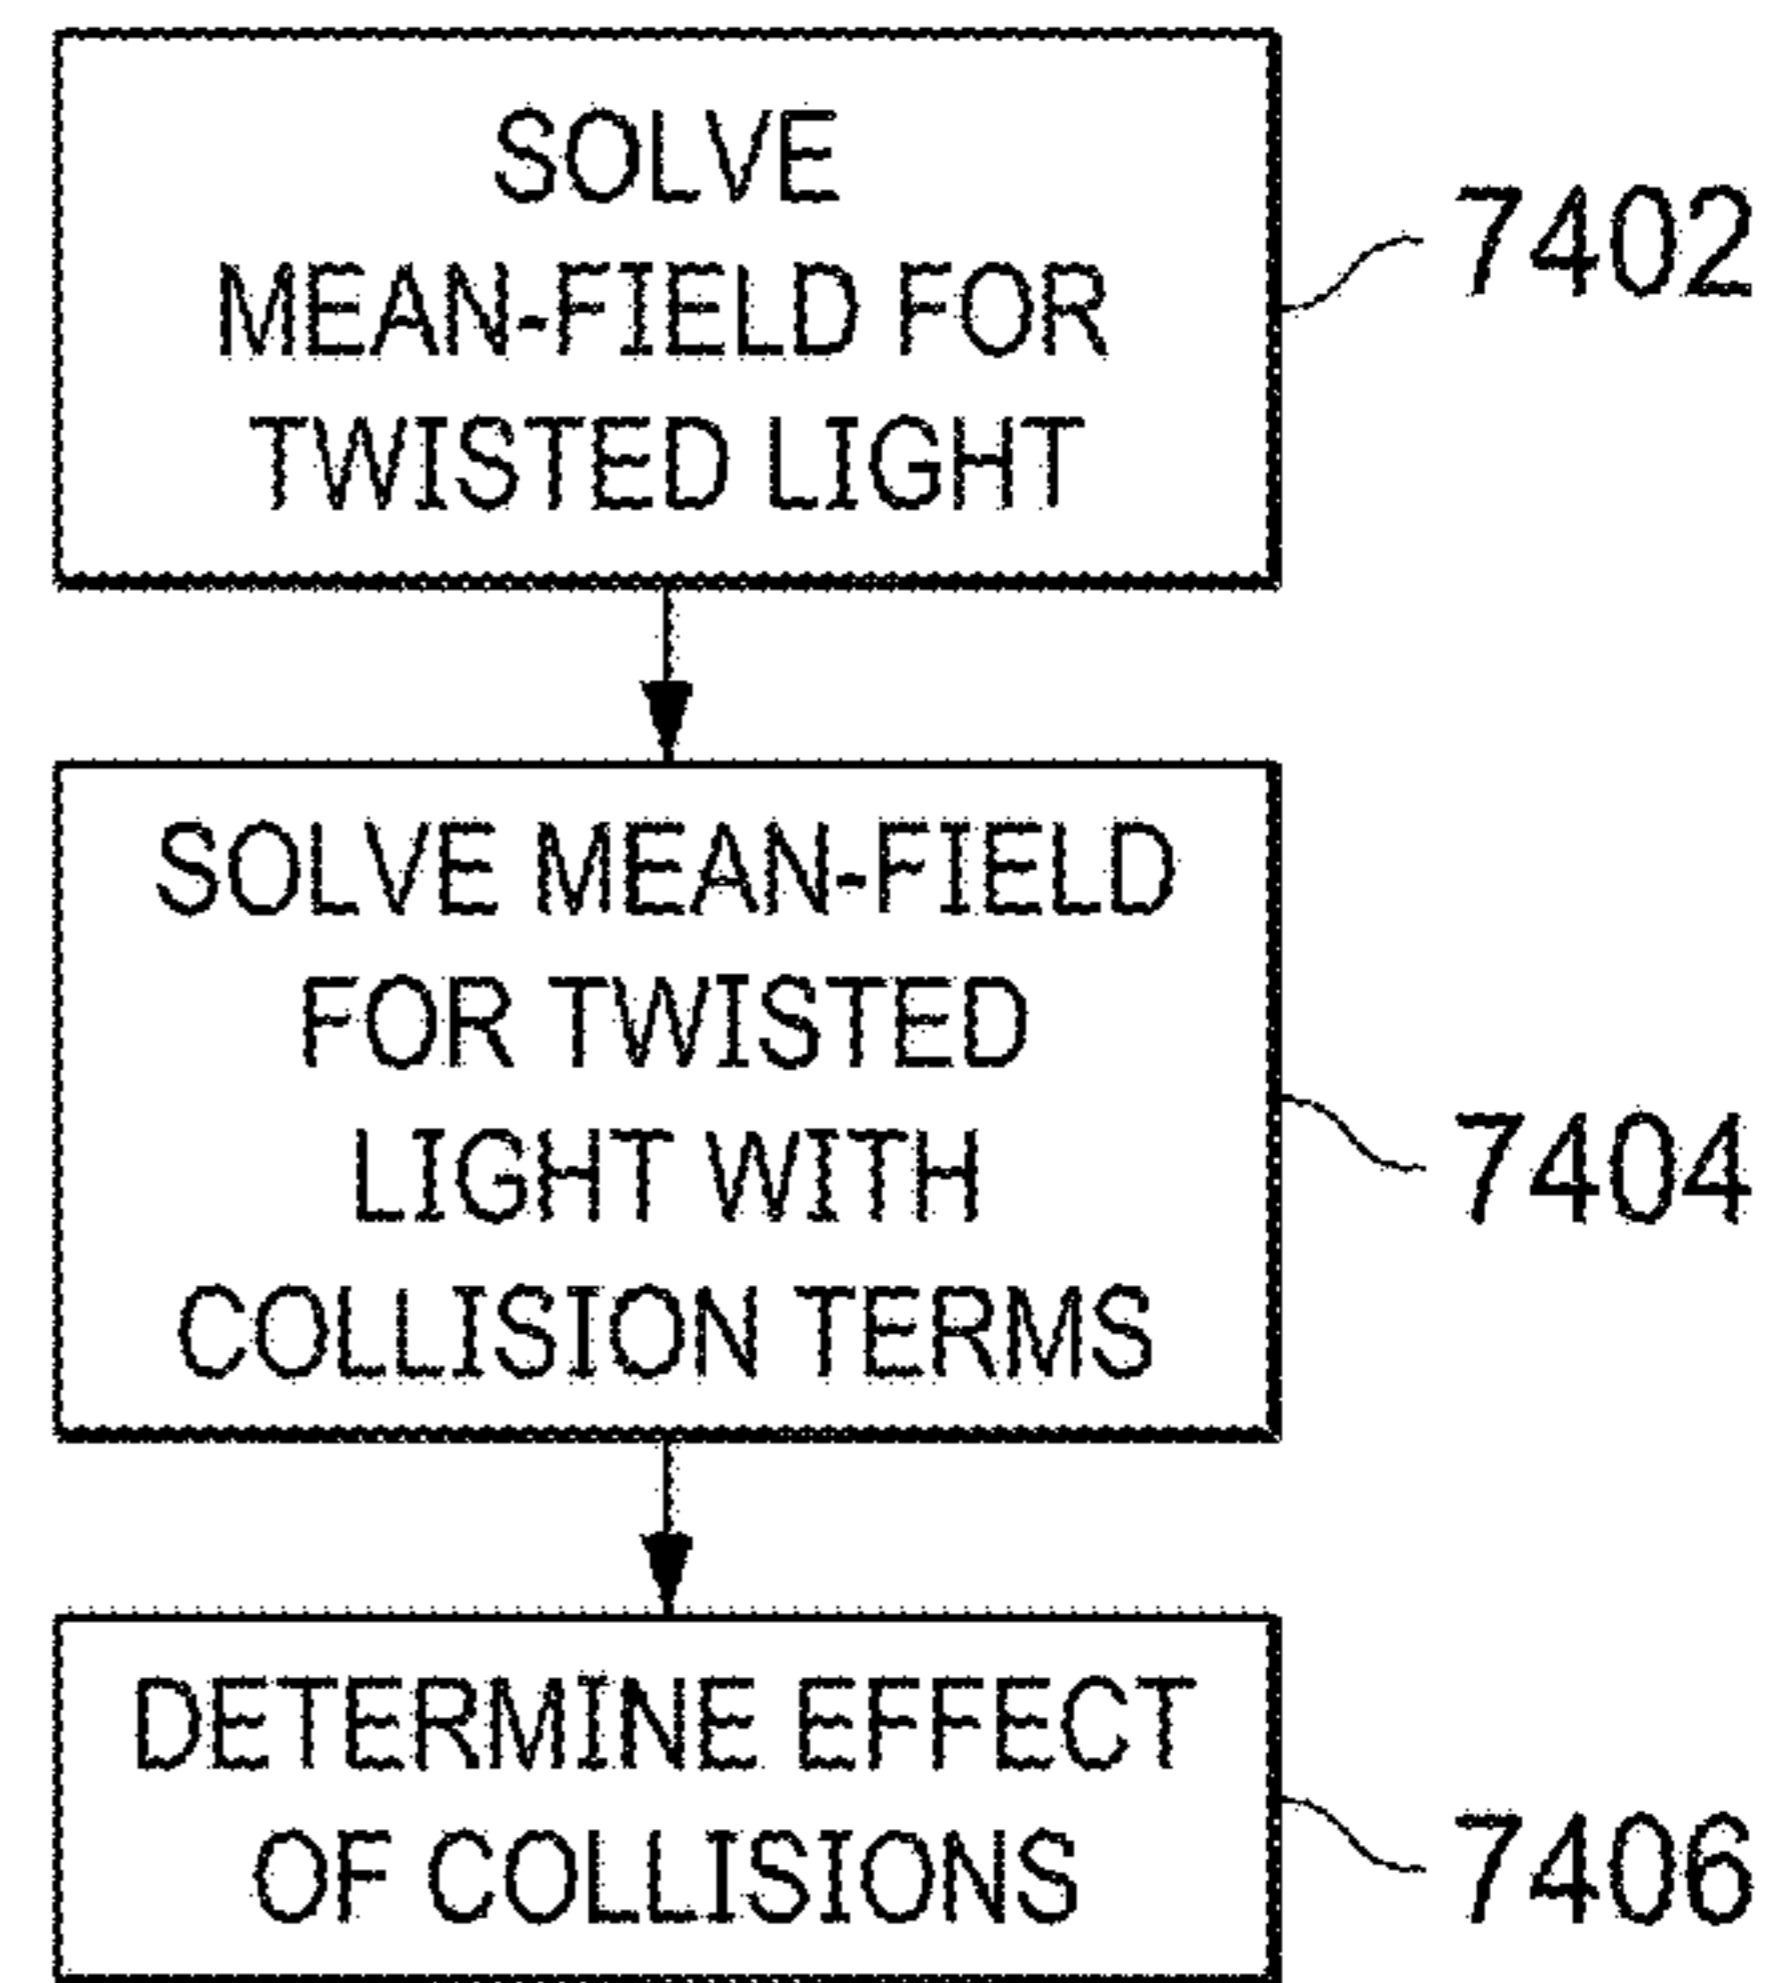 SOLVE
MEAN-FIELD FOR
TWISTED LIGHT
7402
SOLVE MEAN-FIELD
FOR TWISTED
LIGHT WITH
COLLISION TERMS
7404
DETERMINE EFFECT
OF COLLISIONS
7406